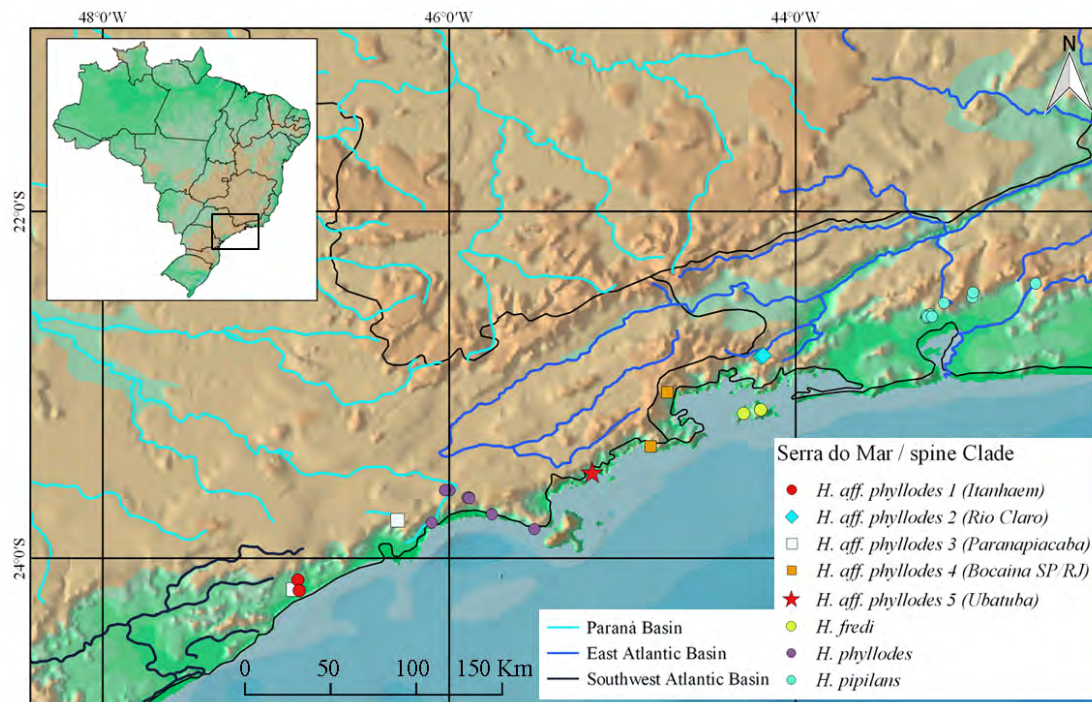 48°0'W 46°0'W 44°0'W
N
22°0'S
24°0'S
Serra do Mar / spine Clade
H. aff. phyllodes 1 (Itanhaem)
H. aff. phyllodes 2 (Rio Claro)
H. aff. phyllodes 3 (Paranapiacaba)
H. aff. phyllodes 4 (Bocaina SP/RJ)
H. aff. phyllodes 5 (Ubatuba)
H. fredi
H. phyllodes
H. pipilans
Paraná Basin
East Atlantic Basin
Southwest Atlantic Basin
0 50 100 150 Km